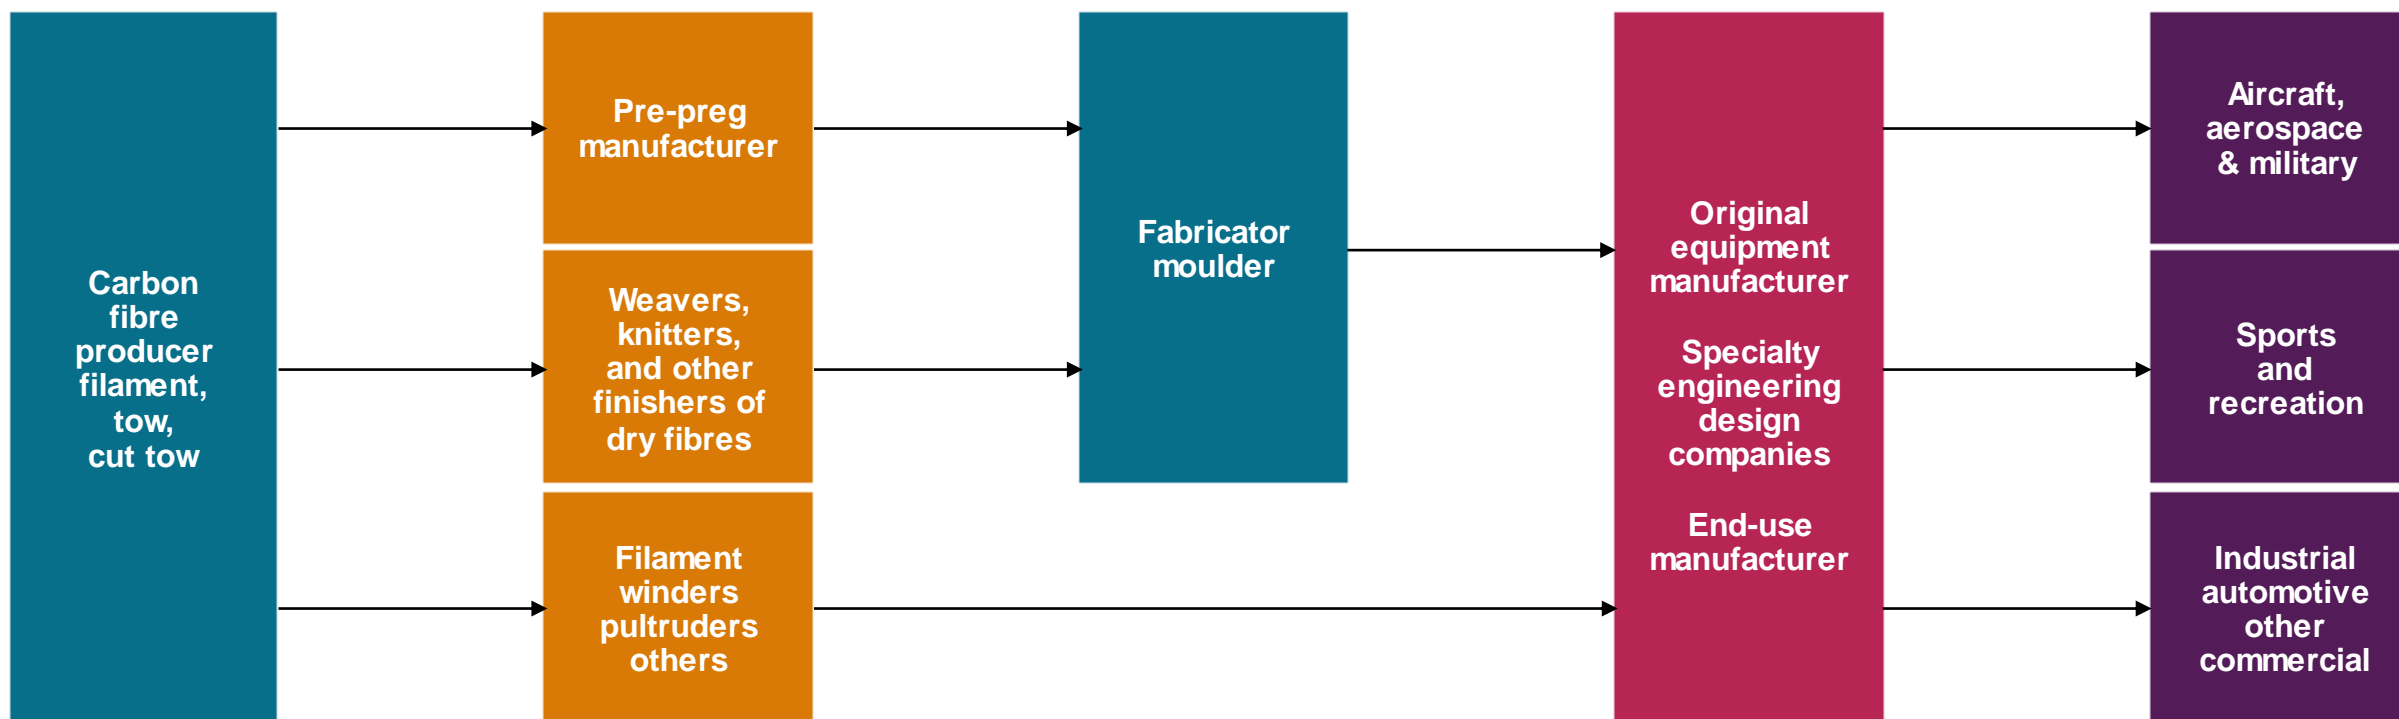 Carbon
fibre
producer
filament,
tow,
cut tow
Pre-preg
manufacturer
Weavers,
knitters,
and other
finishers of
dry fibres
Filament
winders
pultruders
others
Fabricator
moulder
Original
equipment
manufacturer
Specialty
engineering
design
companies
End-use
manufacturer
Aircraft,
aerospace
& military
Sports
and
recreation
Industrial
automotive
other
commercial